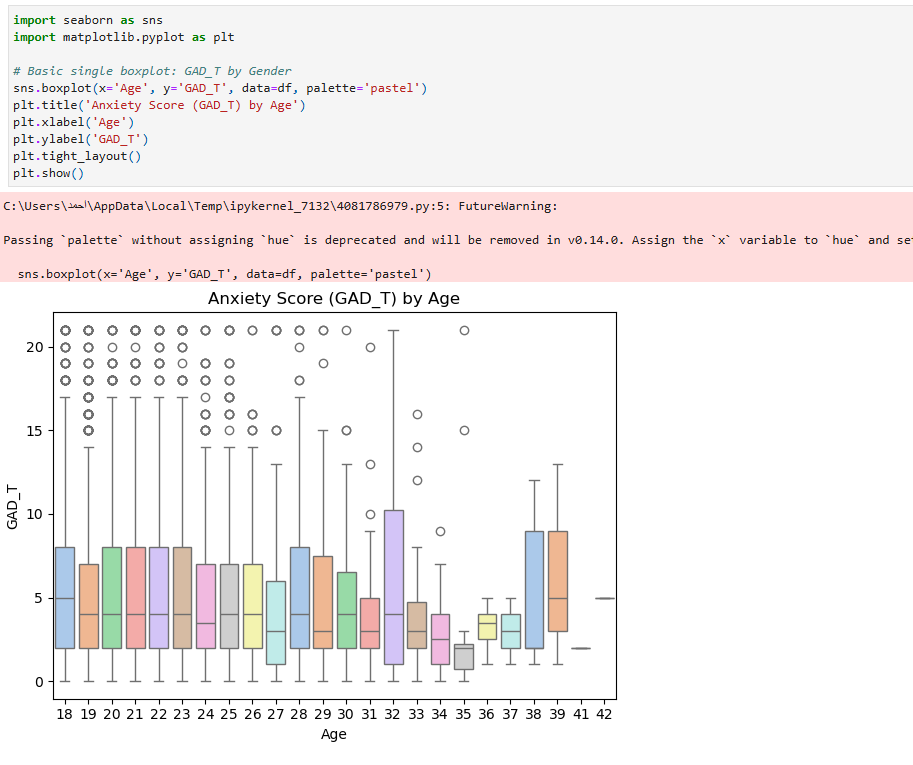 import seaborn as sns
import matplotlib.pyplot as plt
# Basic single boxplot: GAD_T by Gender
sns.boxplot(x='Age', y='GAD_T', data=df, palette='pastel')
plt.title('Anxiety Score (GAD_T) by Age')
plt.xlabel('Age')
plt.ylabel('GAD_T')
plt.tight_layout()
plt.show()
C:\Users\احمد\AppData\Local\Temp\ipykernel_7132\4081786979.py:5: FutureWarning:
Passing `palette` without assigning `hue` is deprecated and will be removed in v0.14.0. Assign the `x` variable to `hue` and set
sns.boxplot(x='Age', y='GAD_T', data=df, palette='pastel')
Anxiety Score (GAD_T) by Age
20
15
10
5
0
GAD_T
18 19 20 21 22 23 24 25 26 27 28 29 30 31 32 33 34 35 36 37 38 39 41 42
Age